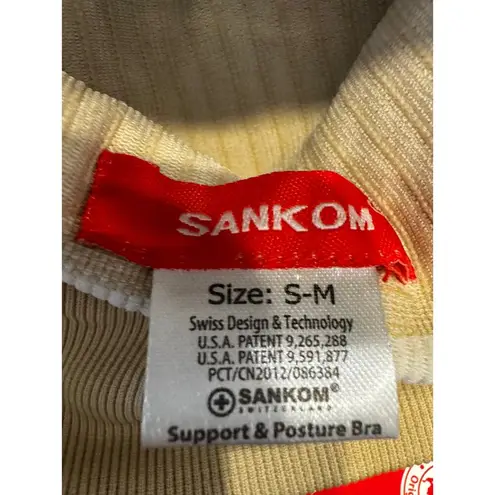 SANKOM
Size: S-M
Swiss Design & Technology
U.S.A. PATENT 9,265,288
U.S.A. PATENT 9,591,877
PCT/CN2012/086384
SANKOM®
SWITZERLAND
Support & Posture Bra